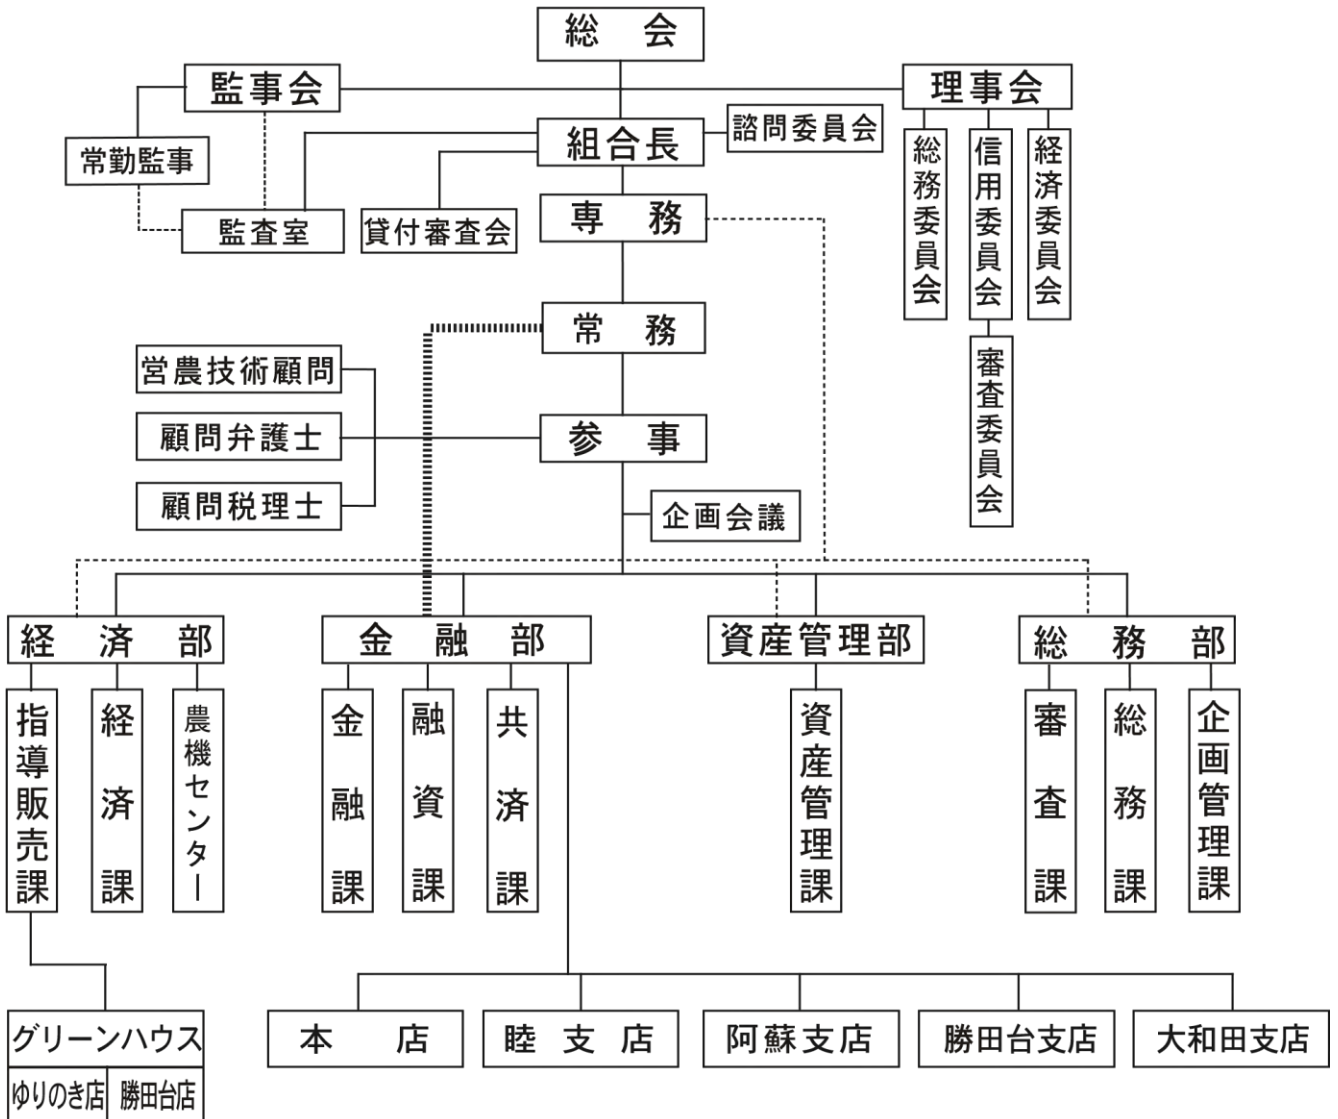 総会
監事会
理事会
組合長
諮問委員会
常勤監事
総務委員会
信用委員会
経済委員会
専務
監査室
貸付審査会
常務
審査委員会
営農技術顧問
顧問弁護士
参事
顧問税理士
企画会議
経済部
金融部
資産管理部
総務部
指導販売課
経済課
農機センター
金融課
融資課
共済課
資産管理課
審査課
総務課
企画管理課
グリーンハウス
ゆりのき店
勝田台店
本店
睦支店
阿蘇支店
勝田台支店
大和田支店